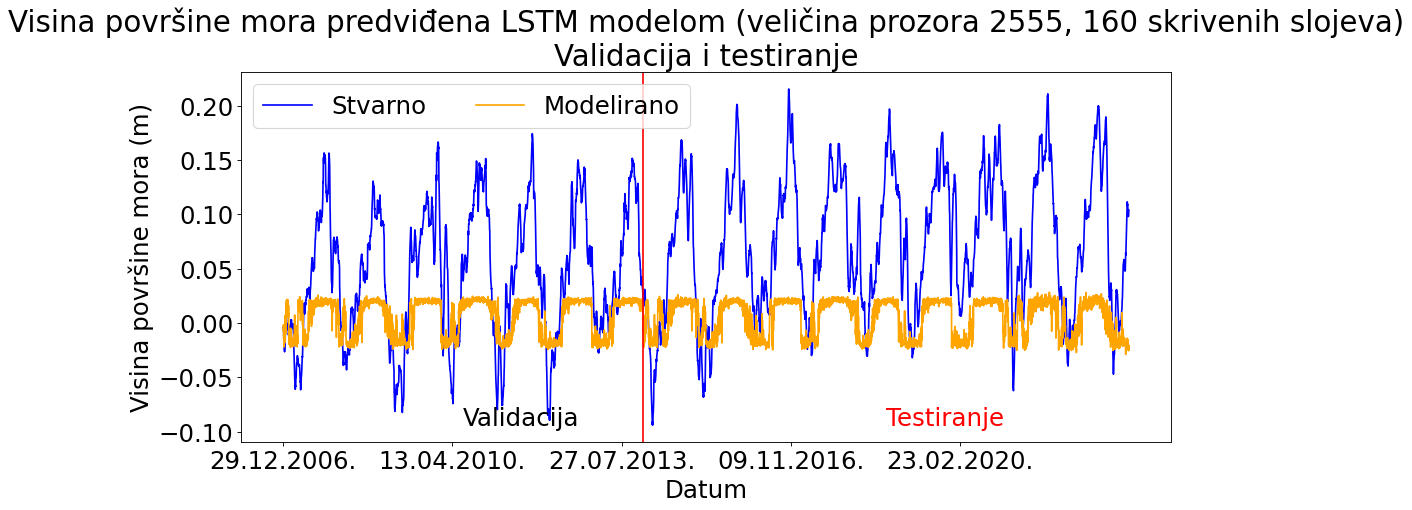 Visina površine mora predviđena LSTM modelom (veličina prozora 2555, 160 skrivenih slojeva)
Validacija i testiranje
Stvarno
Modelirano
Visina površine mora (m)
0.20
0.15
0.10
0.05
0.00
−0.05
−0.10
Validacija
Testiranje
29.12.2006.
13.04.2010.
27.07.2013.
09.11.2016.
23.02.2020.
Datum